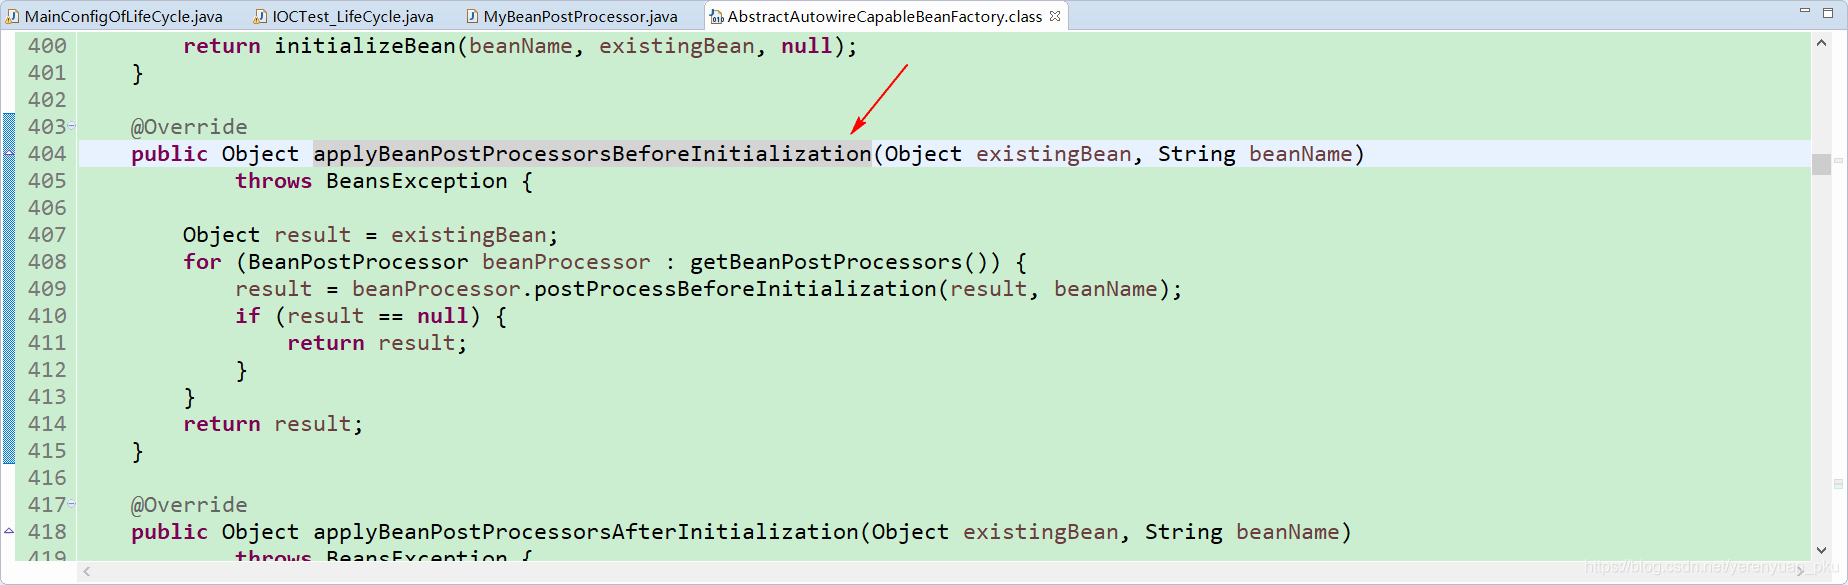 MainConfigOfLifeCycle.java IOCTest_LifeCycle.java MyBeanPostProcessor.java AbstractAutowireCapableBeanFactory.class
400 return initializeBean(beanName, existingBean, null);
401 }
402
403 @Override
404 public Object applyBeanPostProcessorsBeforeInitialization(Object existingBean, String beanName)
405 throws BeansException {
406
407 Object result = existingBean;
408 for (BeanPostProcessor beanProcessor : getBeanPostProcessors()) {
409 result = beanProcessor.postProcessBeforeInitialization(result, beanName);
410 if (result == null) {
411 return result;
412 }
413 }
414 return result;
415 }
416
417 @Override
418 public Object applyBeanPostProcessorsAfterInitialization(Object existingBean, String beanName)
419 throws BeansException {
https://blog.csdn.net/yerenyuan_pku